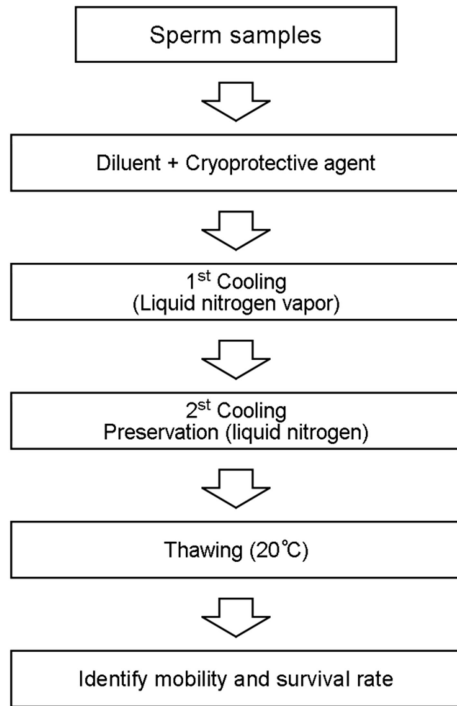 Sperm samples
Diluent + Cryoprotective agent
1st Cooling
(Liquid nitrogen vapor)
2st Cooling
Preservation (liquid nitrogen)
Thawing (20℃)
Identify mobility and survival rate